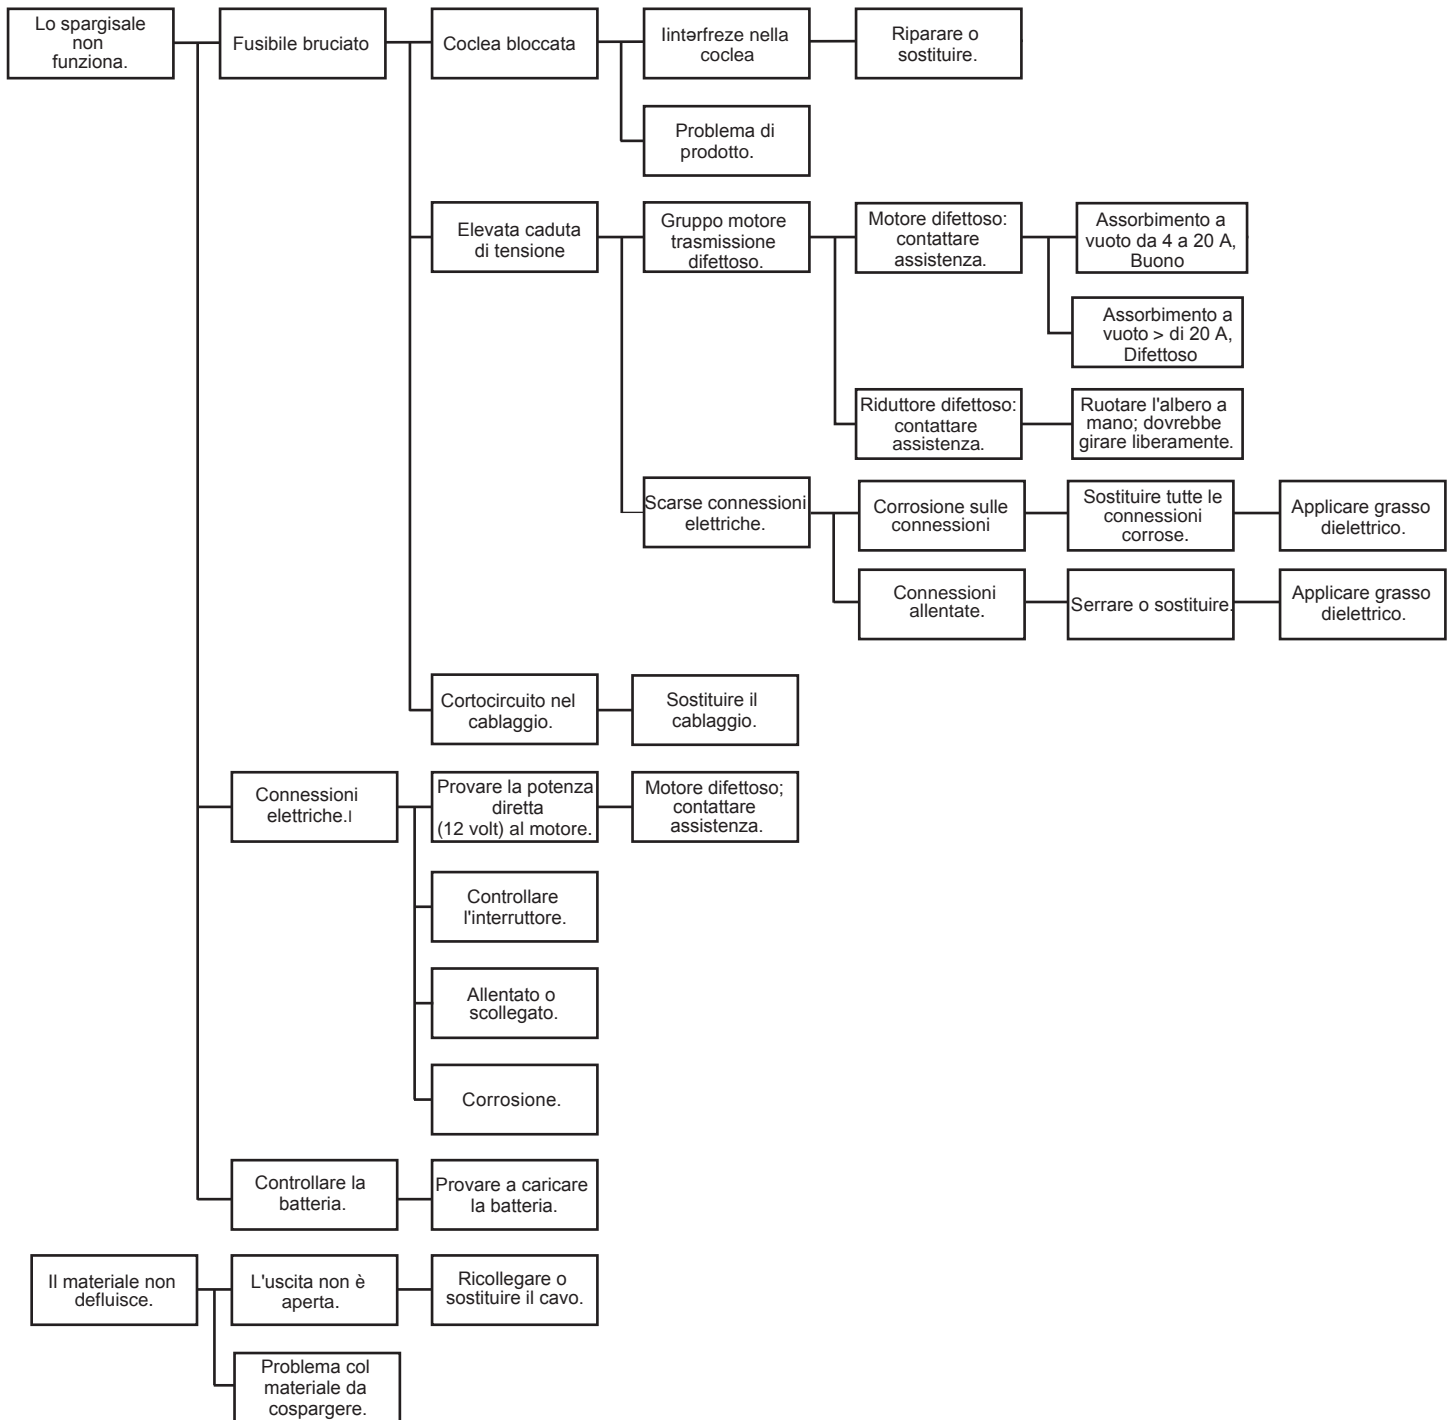 Lo spargisale
non
funziona.
Fusibile bruciato
Coclea bloccata
Iintərfreze nella
coclea
Riparare o
sostituire.
Problema di
prodotto.
Elevata caduta
di tensione
Gruppo motore
trasmissione
difettoso.
Motore difettoso:
contattare
assistenza.
Assorbimento a
vuoto da 4 a 20 A,
Buono
Assorbimento a
vuoto > di 20 A,
Difettoso
Riduttore difettoso:
contattare
assistenza.
Ruotare l'albero a
mano; dovrebbe
girare liberamente.
Scarse connessioni
elettriche.
Corrosione sulle
connessioni
Sostituire tutte le
connessioni
corrose.
Applicare grasso
dielettrico.
Connessioni
allentate.
Serrare o sostituire.
Applicare grasso
dielettrico.
Cortocircuito nel
cablaggio.
Sostituire il
cablaggio.
Connessioni
elettriche.l
Provare la potenza
diretta
(12 volt) al motore.
Motore difettoso;
contattare
assistenza.
Controllare
l'interruttore.
Allentato o
scollegato.
Corrosione.
Controllare la
batteria.
Provare a caricare
la batteria.
Il materiale non
defluisce.
L'uscita non è
aperta.
Ricollegare o
sostituire il cavo.
Problema col
materiale da
cospargere.